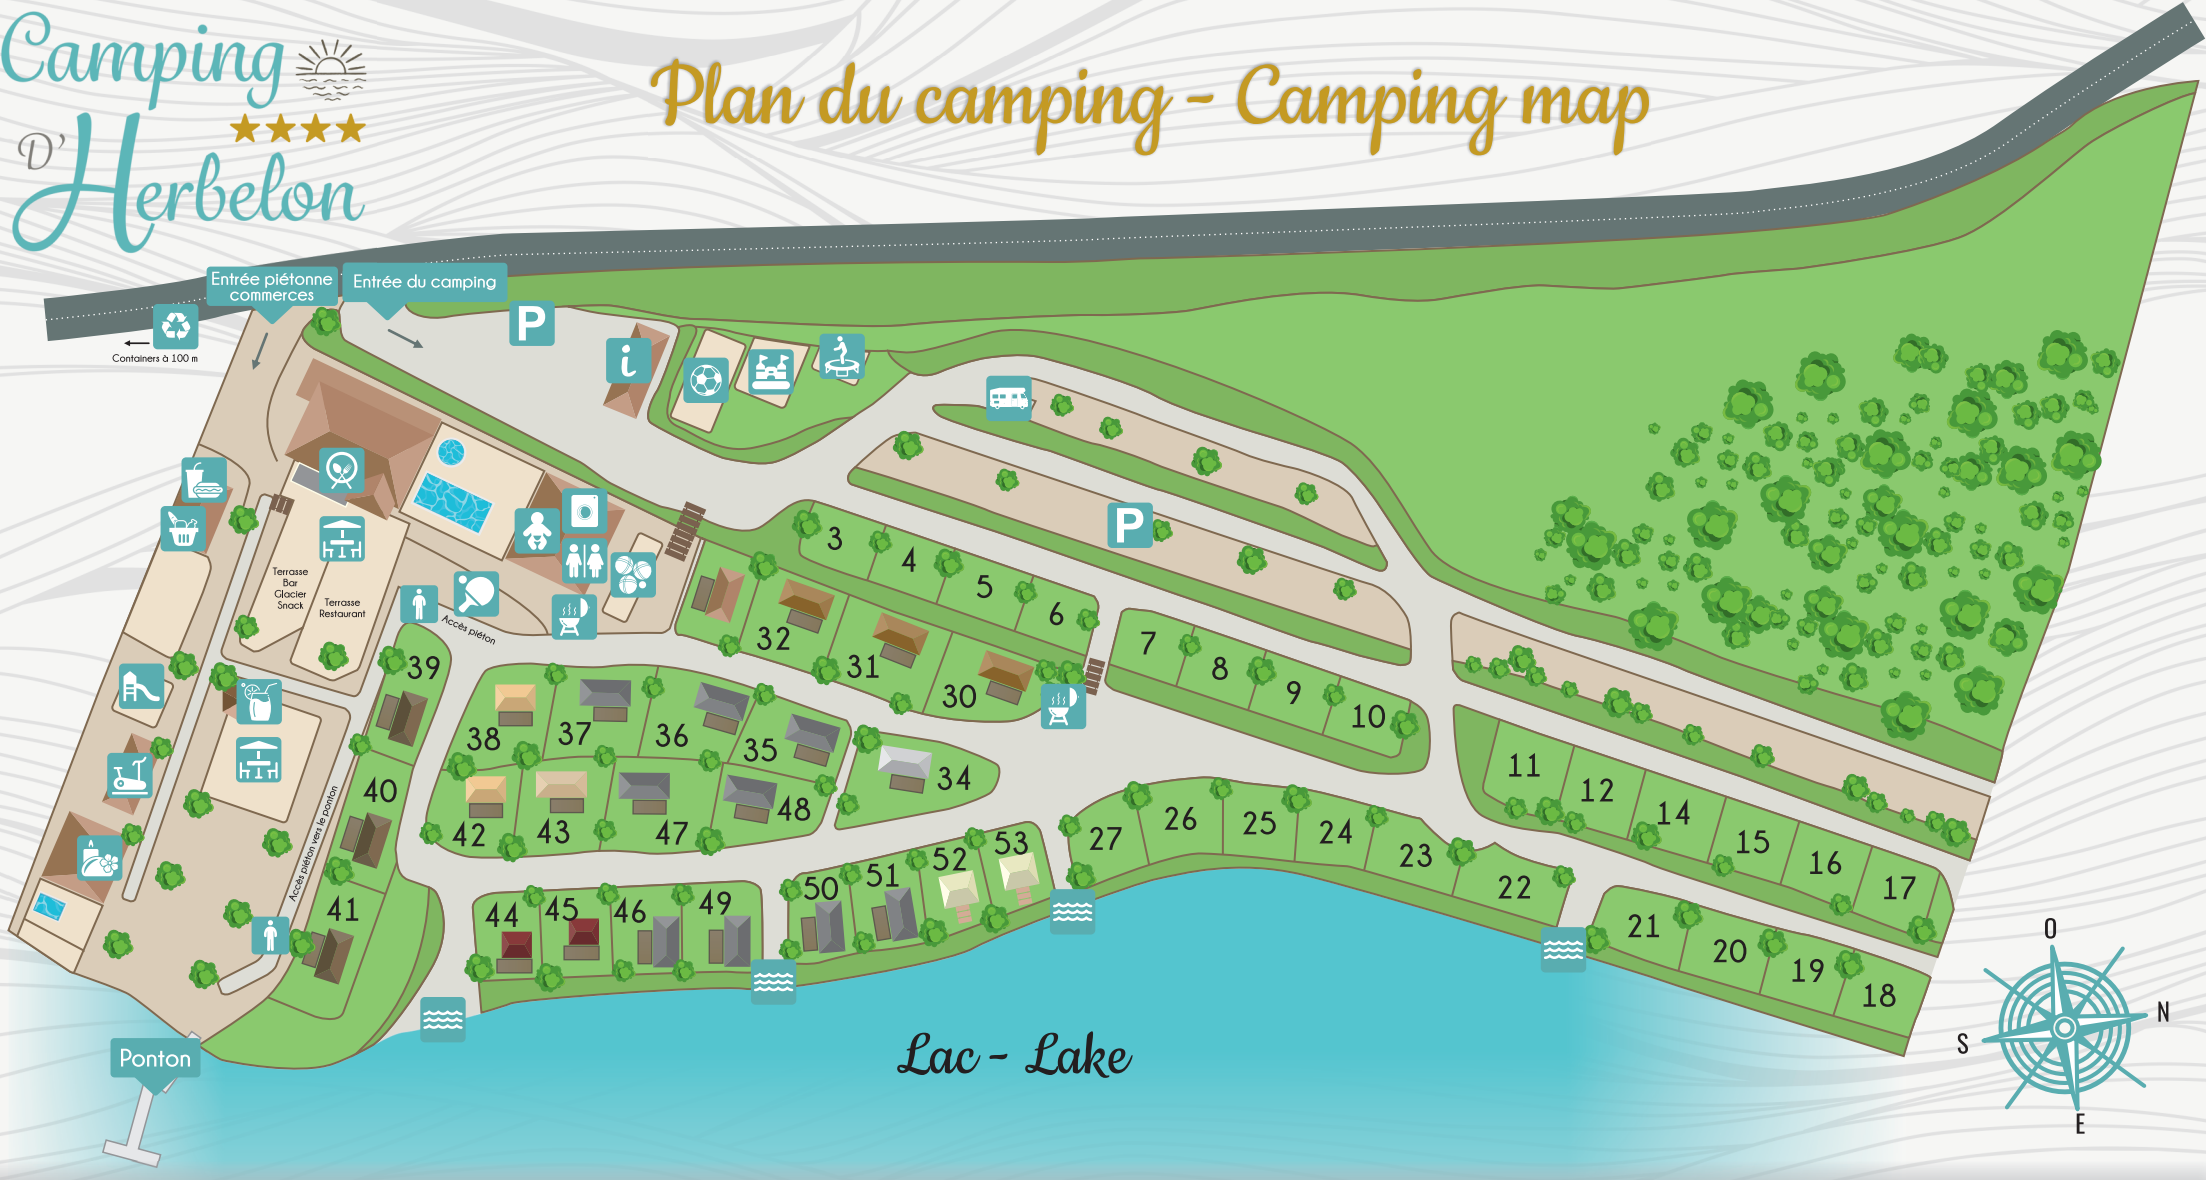 Camping
D'Herbelon
Plan du camping - Camping map
Entrée piétonne
commerces
Entrée du camping
Containers à 100 m
P
i
P
Terrasse
Bar
Glacier
Snack
Terrasse
Restaurant
Accès piéton
Accès piéton vers le ponton
3
4
5
6
7
8
9
10
11
12
14
15
16
17
32
31
30
39
38
37
36
35
34
40
42
43
47
48
41
44
45
46
49
50
51
52
53
27
26
25
24
23
22
21
20
19
18
Ponton
Lac - Lake
O
N
S
E